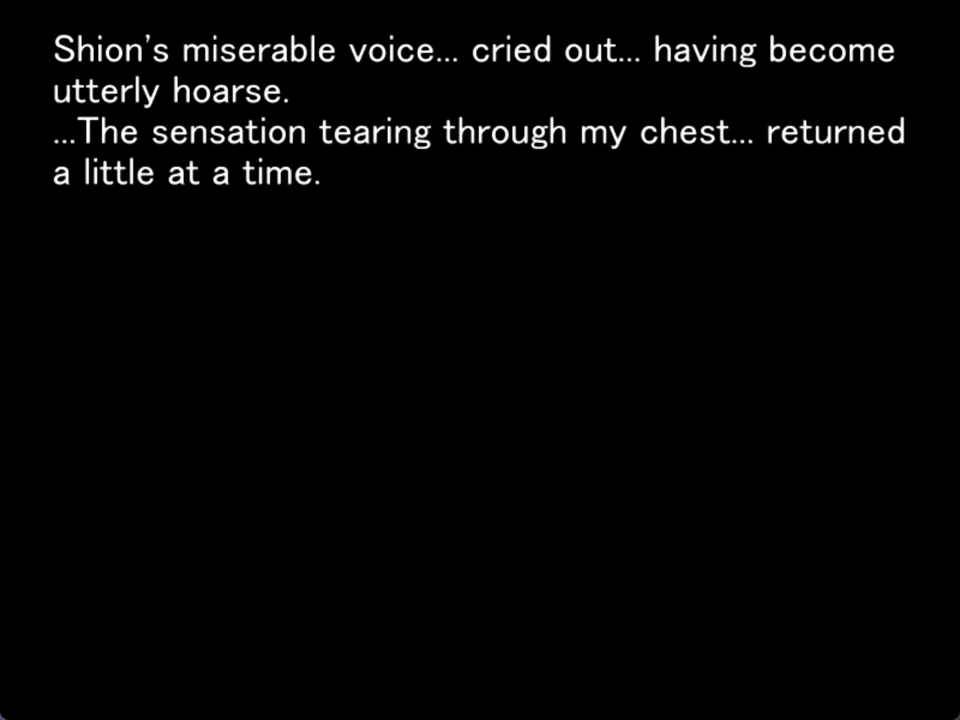 Shion’s miserable voice... cried out... having become
utterly hoarse.
...The sensation tearing through my chest... returned
a little at a time.